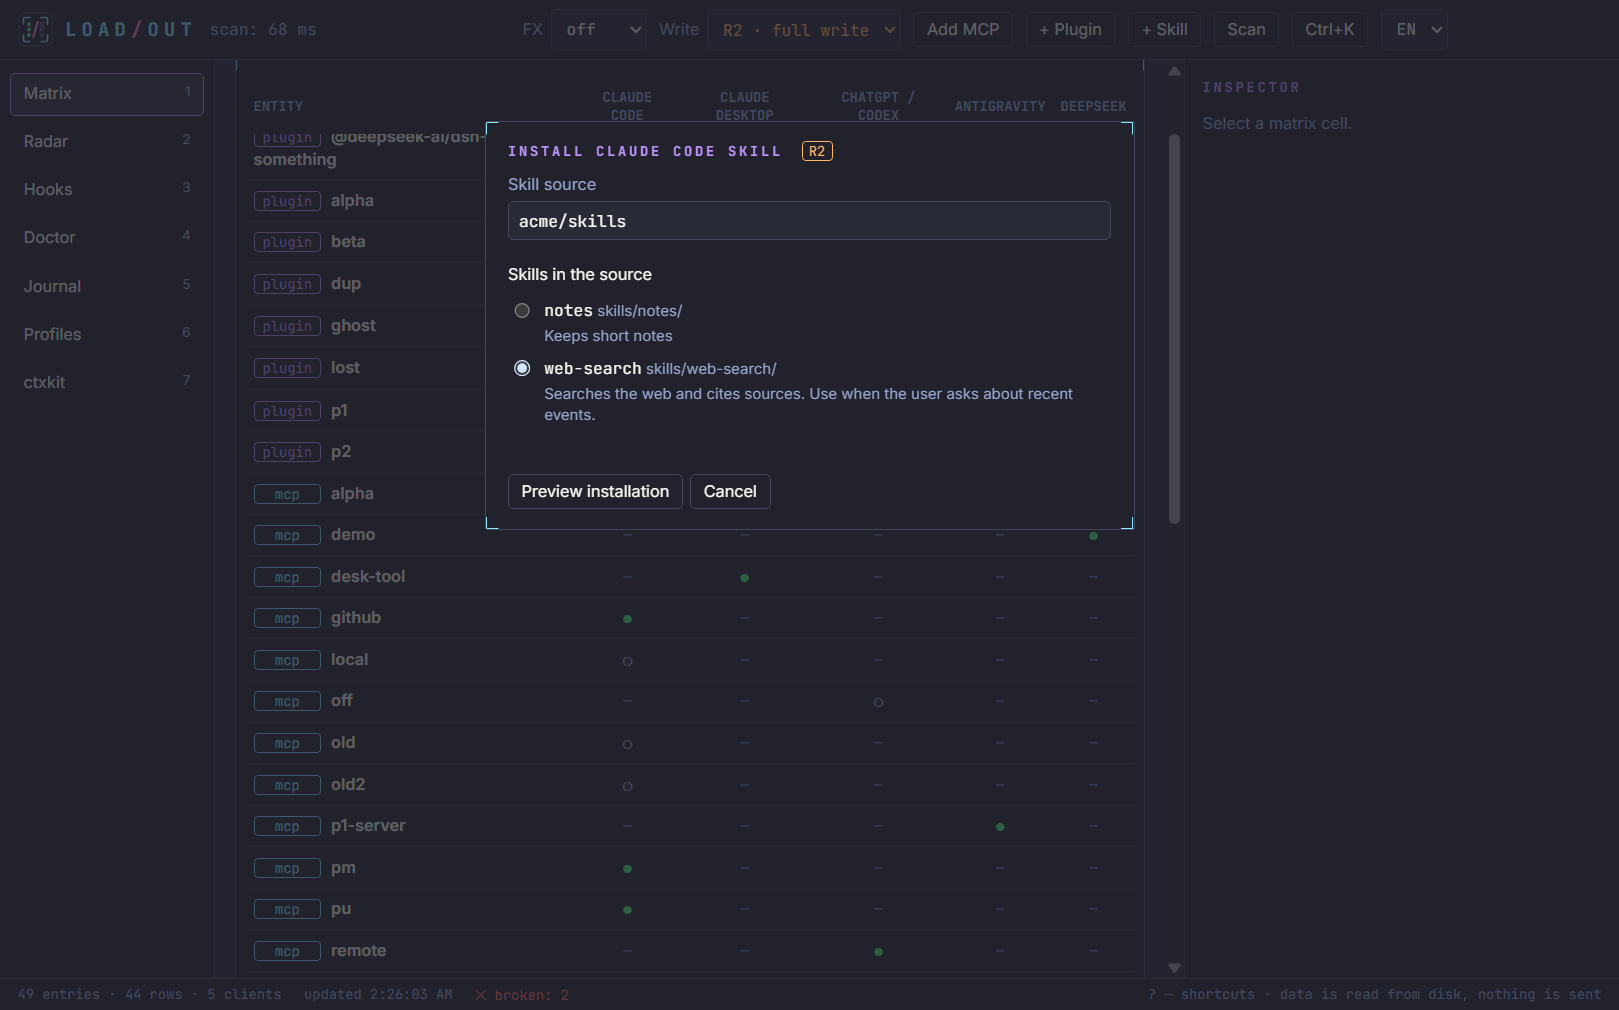 LOAD/OUT scan: 68 ms FX off Write R2 · full write Add MCP + Plugin + Skill Scan Ctrl+K EN
Matrix 1
Radar 2
Hooks 3
Doctor 4
Journal 5
Profiles 6
ctxkit 7
ENTITY CLAUDE CODE CLAUDE DESKTOP CHATGPT / CODEX ANTIGRAVITY DEEPSEEK
plugin @deepseek-ai/dsh-
something
plugin alpha
plugin beta
plugin dup
plugin ghost
plugin lost
plugin p1
plugin p2
mcp alpha
mcp demo – – – –
mcp desk-tool – – – –
mcp github – – – –
mcp local – – – –
mcp off – – – –
mcp old – – – –
mcp old2 – – – –
mcp p1-server – – – –
mcp pm – – – –
mcp pu – – – –
mcp remote – – – –
INSTALL CLAUDE CODE SKILL R2
Skill source
acme/skills
Skills in the source
notes skills/notes/
Keeps short notes
web-search skills/web-search/
Searches the web and cites sources. Use when the user asks about recent
events.
Preview installation Cancel
INSPECTOR
Select a matrix cell.
49 entries · 44 rows · 5 clients updated 2:26:03 AM ✕ broken: 2 ? — shortcuts · data is read from disk, nothing is sent